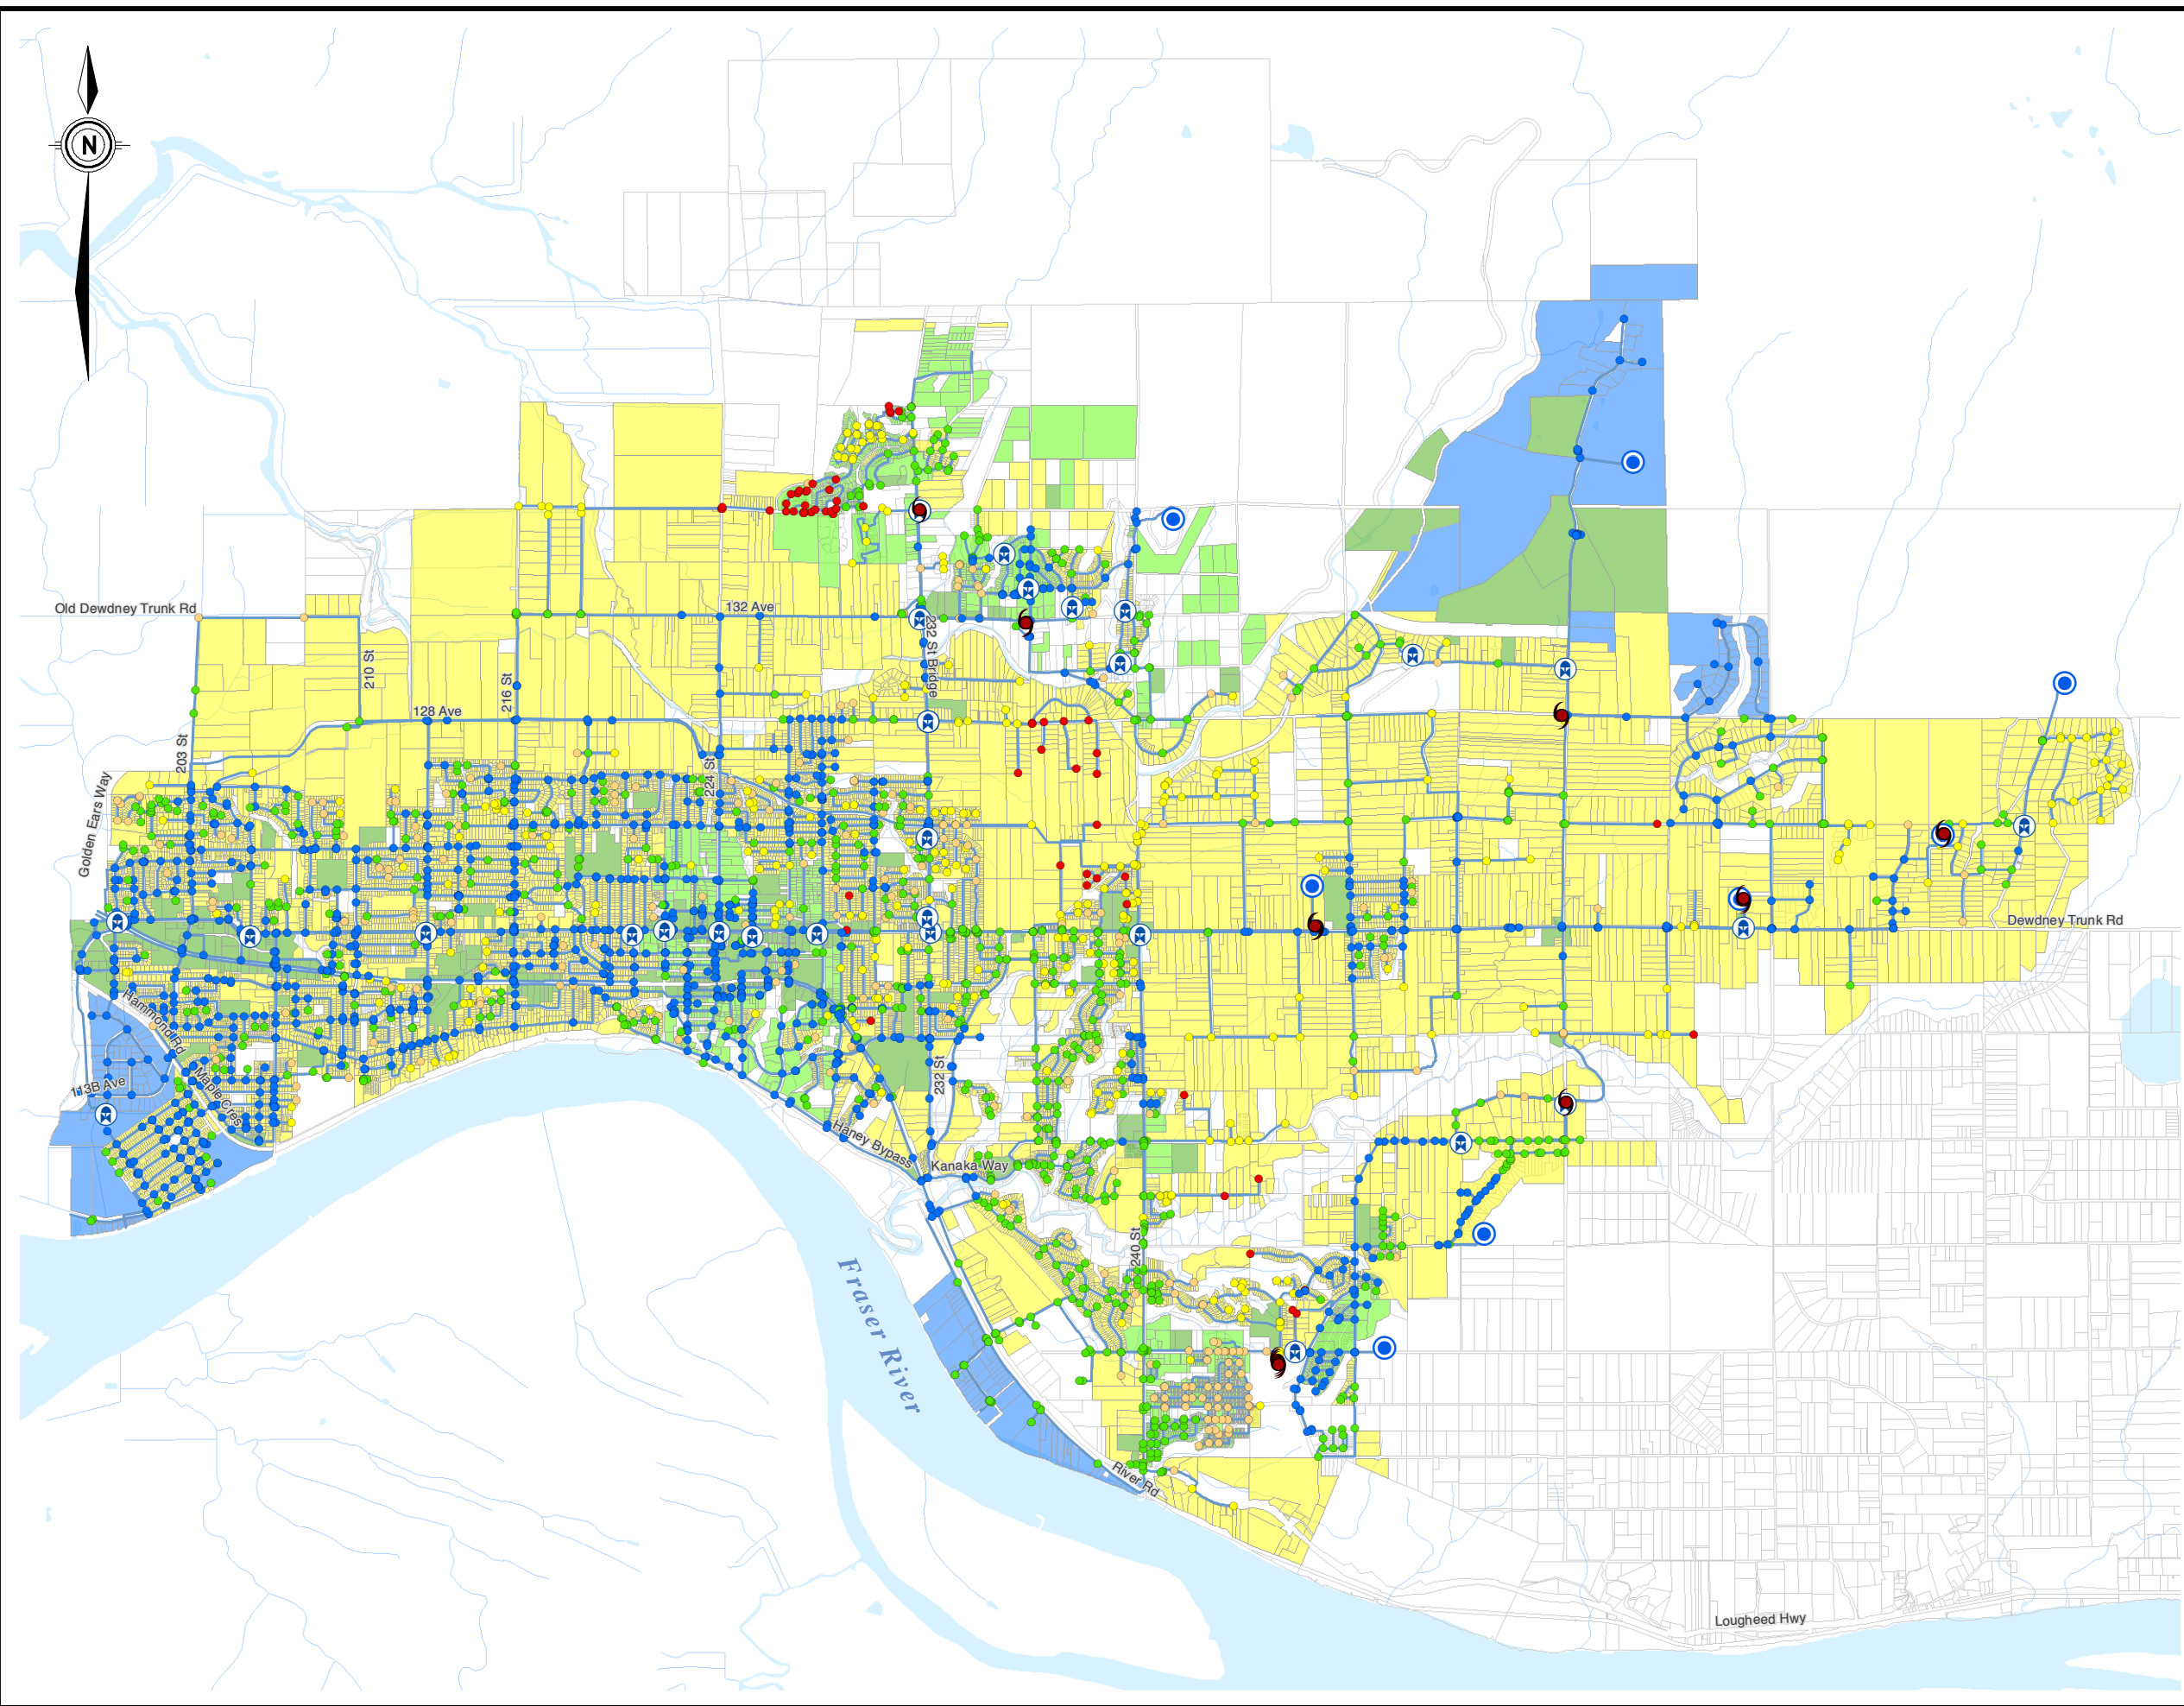 N
Old Dewdney Trunk Rd
132 Ave
232 St Bridge
210 St
216 St
128 Ave
203 St
224 St
Golden Ears Way
Dewdney Trunk Rd
Hammond Rd
113B Ave
Maple Cres
232 St
Haney Bypass
Kanaka Way
240 St
Fraser River
River Rd
Lougheed Hwy